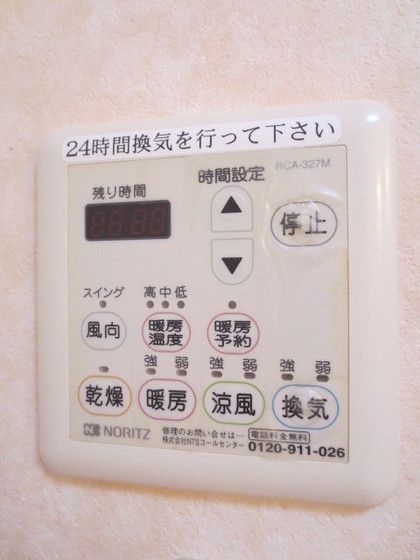 24時間換気を行って下さい
RCA-327M
残り時間
時間設定
停止
スイング
高中低
風向
暖房
温度
暖房
予約
強 弱 強 弱 強 弱
乾燥
暖房
涼風
換気
NORITZ
修理のお問い合せは…
株式会社NTSコールセンター
電話料金無料
0120-911-026